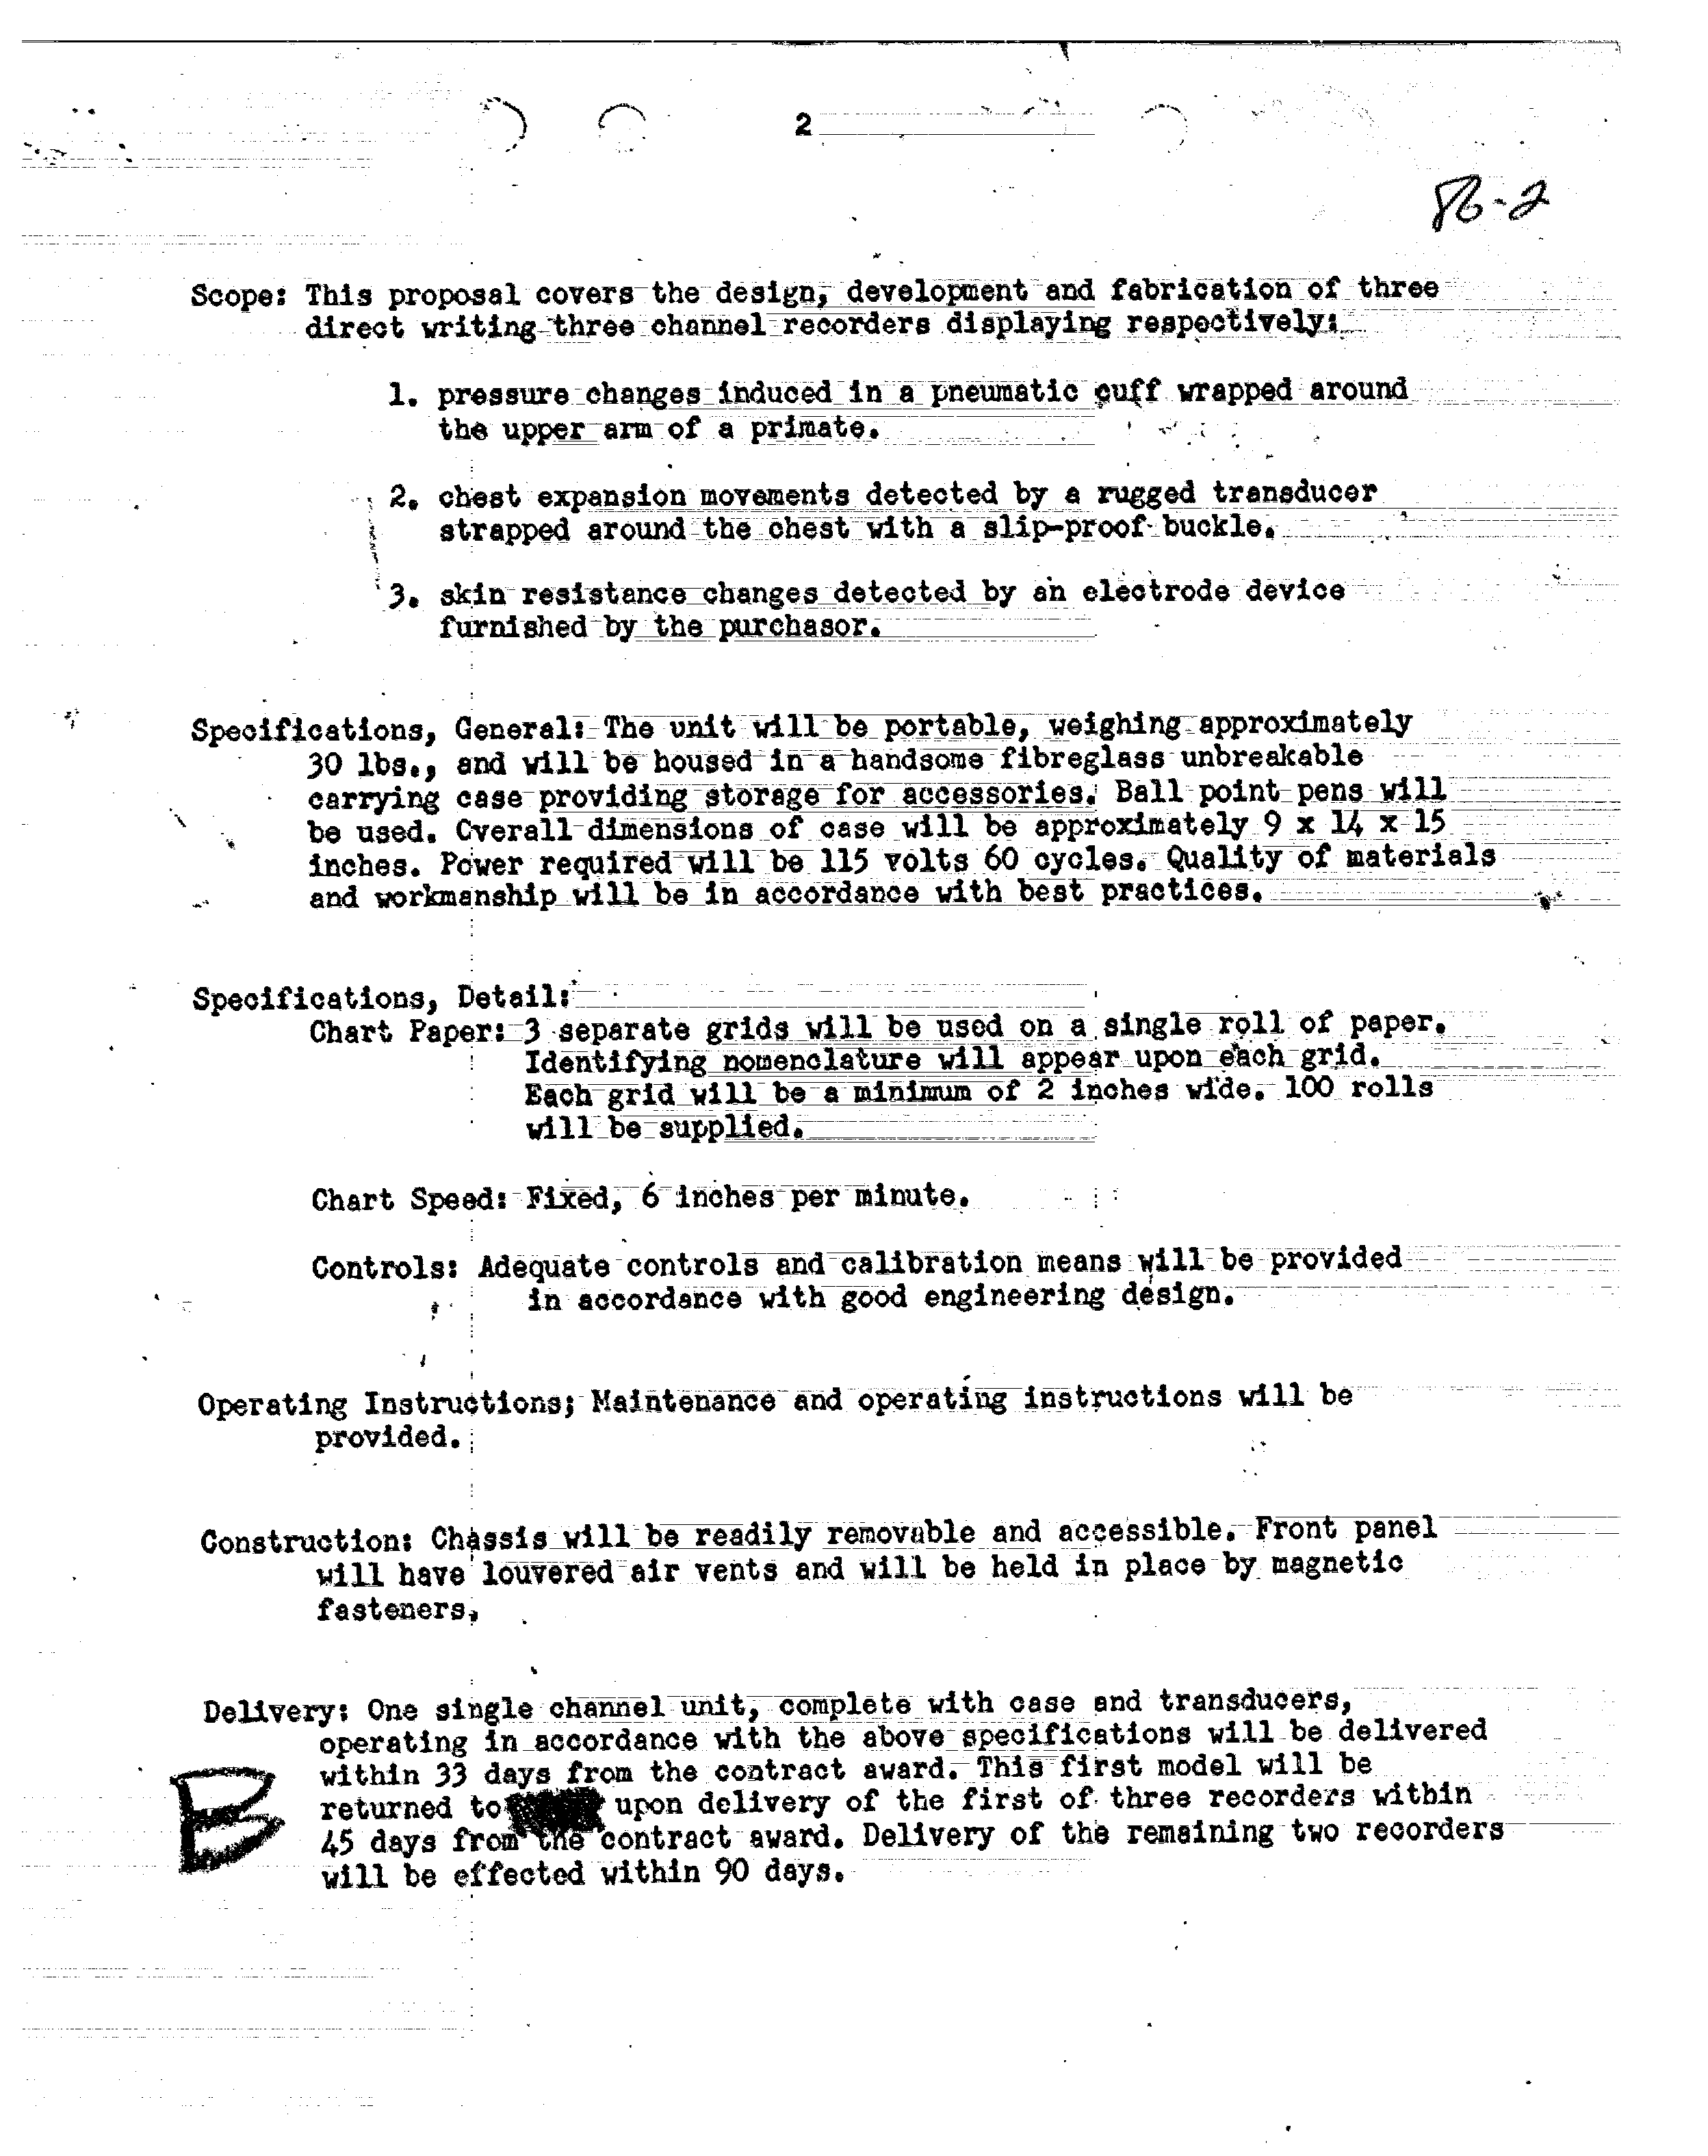 2
86-2
Scope: This proposal covers the design, development and fabrication of three
direct writing three channel recorders displaying respectively:
1. pressure changes induced in a pneumatic cuff wrapped around
the upper arm of a primate.
2. chest expansion movements detected by a rugged transducer
strapped around the chest with a slip-proof buckle.
3. skin resistance changes detected by an electrode device
furnished by the purchasor.
Specifications, General: The unit will be portable, weighing approximately
30 lbs., and will be housed in a handsome fibreglass unbreakable
carrying case providing storage for accessories. Ball point pens will
be used. Overall dimensions of case will be approximately 9 x 14 x 15
inches. Power required will be 115 volts 60 cycles. Quality of materials
and workmanship will be in accordance with best practices.
Specifications, Detail:
Chart Paper: 3 separate grids will be used on a single roll of paper.
Identifying nomenclature will appear upon each grid.
Each grid will be a minimum of 2 inches wide. 100 rolls
will be supplied.
Chart Speed: Fixed, 6 inches per minute.
Controls: Adequate controls and calibration means will be provided
in accordance with good engineering design.
Operating Instructions; Maintenance and operating instructions will be
provided.
Construction: Chassis will be readily removable and accessible. Front panel
will have louvered air vents and will be held in place by magnetic
fasteners.
Delivery: One single channel unit, complete with case and transducers,
operating in accordance with the above specifications will be delivered
within 33 days from the contract award. This first model will be
returned to upon delivery of the first of three recorders within
45 days from the contract award. Delivery of the remaining two recorders
will be effected within 90 days.
B